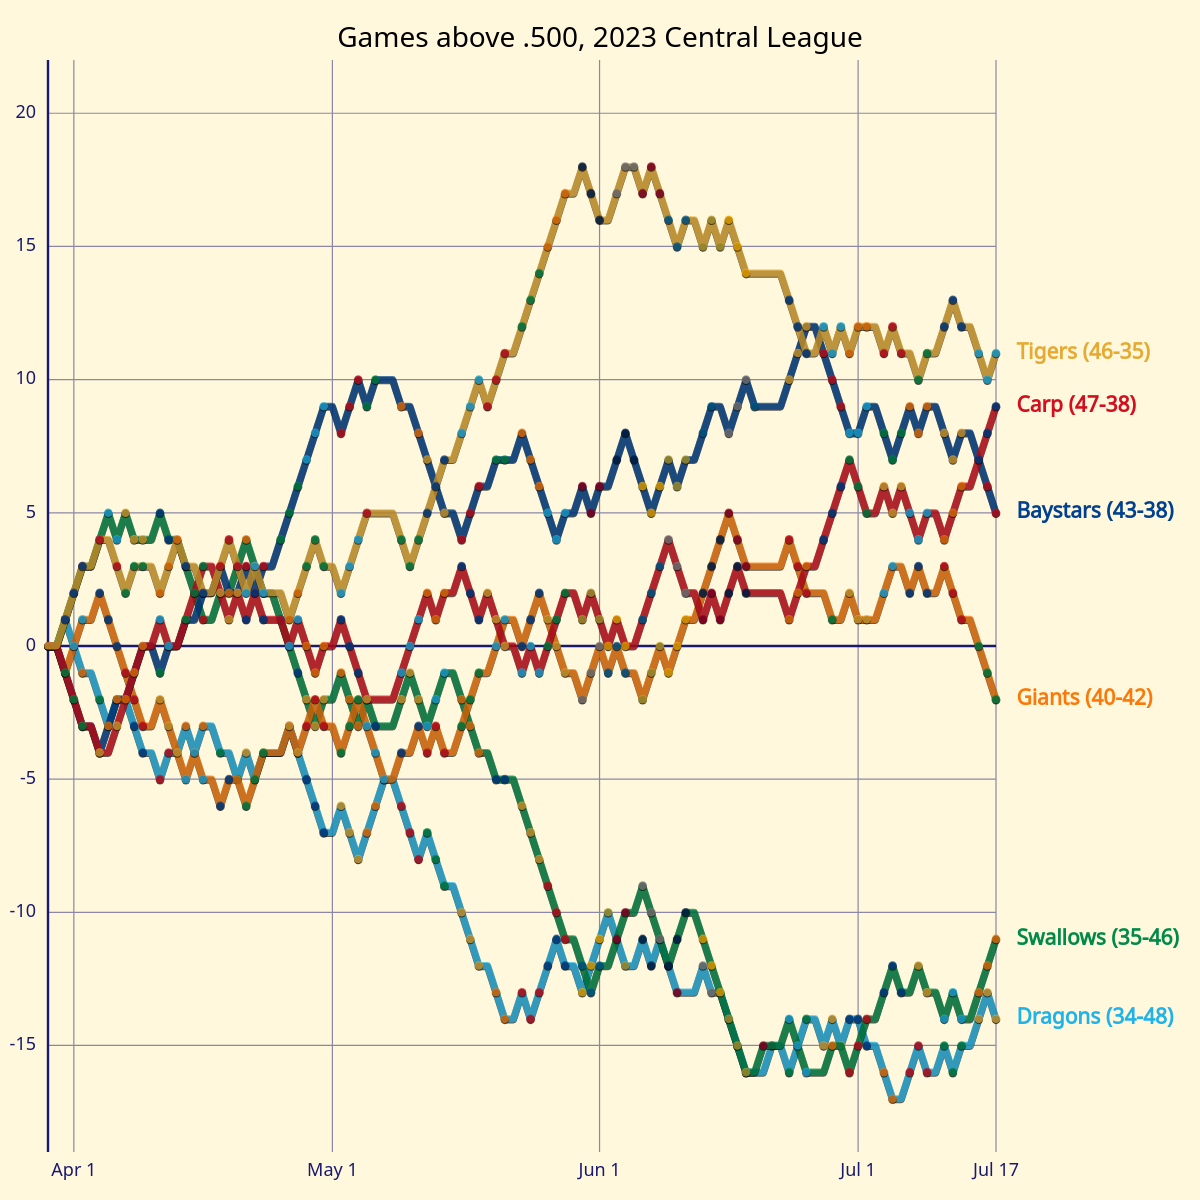 Games above .500, 2023 Central League
20
15
10
5
0
-5
-10
-15
Tigers (46-35)
Carp (47-38)
Baystars (43-38)
Giants (40-42)
Swallows (35-46)
Dragons (34-48)
Apr 1
May 1
Jun 1
Jul 1
Jul 17